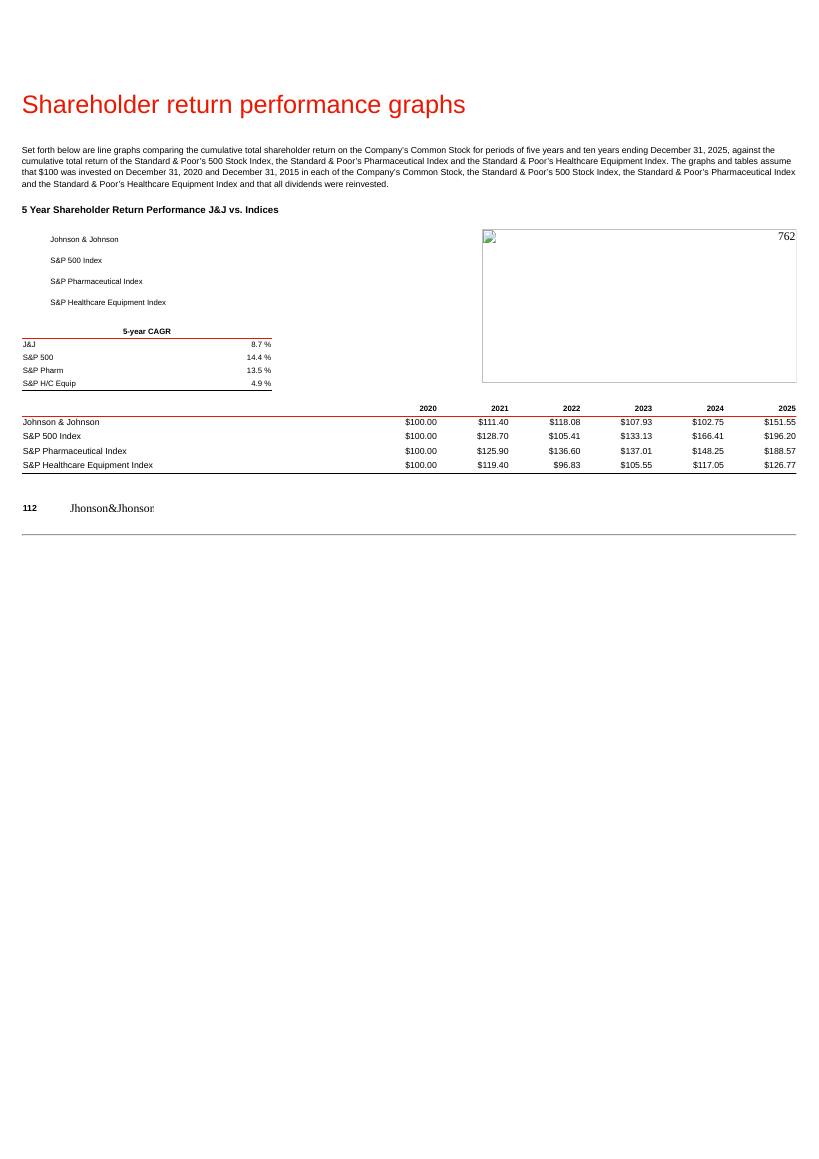 Shareholder return performance graphs
Set forth below are line graphs comparing the cumulative total shareholder return on the Company’s Common Stock for periods of five years and ten years ending December 31, 2025, against the
cumulative total return of the Standard & Poor’s 500 Stock Index, the Standard & Poor’s Pharmaceutical Index and the Standard & Poor’s Healthcare Equipment Index. The graphs and tables assume
that $100 was invested on December 31, 2020 and December 31, 2015 in each of the Company’s Common Stock, the Standard & Poor’s 500 Stock Index, the Standard & Poor’s Pharmaceutical Index
and the Standard & Poor’s Healthcare Equipment Index and that all dividends were reinvested.
5 Year Shareholder Return Performance J&J vs. Indices
Johnson & Johnson
S&P 500 Index
S&P Pharmaceutical Index
S&P Healthcare Equipment Index
762
5-year CAGR
J&J 8.7 %
S&P 500 14.4 %
S&P Pharm 13.5 %
S&P H/C Equip 4.9 %
2020 2021 2022 2023 2024 2025
Johnson & Johnson $100.00 $111.40 $118.08 $107.93 $102.75 $151.55
S&P 500 Index $100.00 $128.70 $105.41 $133.13 $166.41 $196.20
S&P Pharmaceutical Index $100.00 $125.90 $136.60 $137.01 $148.25 $188.57
S&P Healthcare Equipment Index $100.00 $119.40 $96.83 $105.55 $117.05 $126.77
112 Jhonson&Jhonson